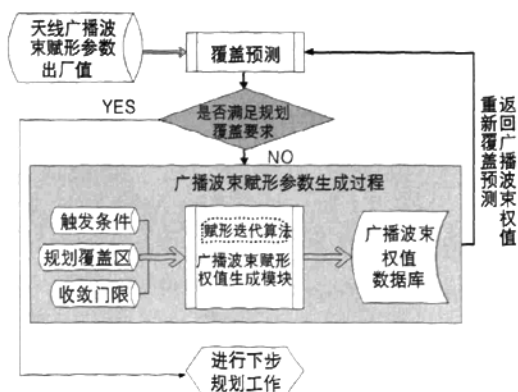 天线广播波
束赋形参数
出厂值
覆盖预测
YES
是否满足规划
覆盖要求
NO
返回广播波束权值
重新覆盖预测
广播波束赋形参数生成过程
触发条件
规划覆盖区
收敛门限
赋形迭代算法
广播波束赋形
权值生成模块
广播波束
权值
数据库
进行下步
规划工作